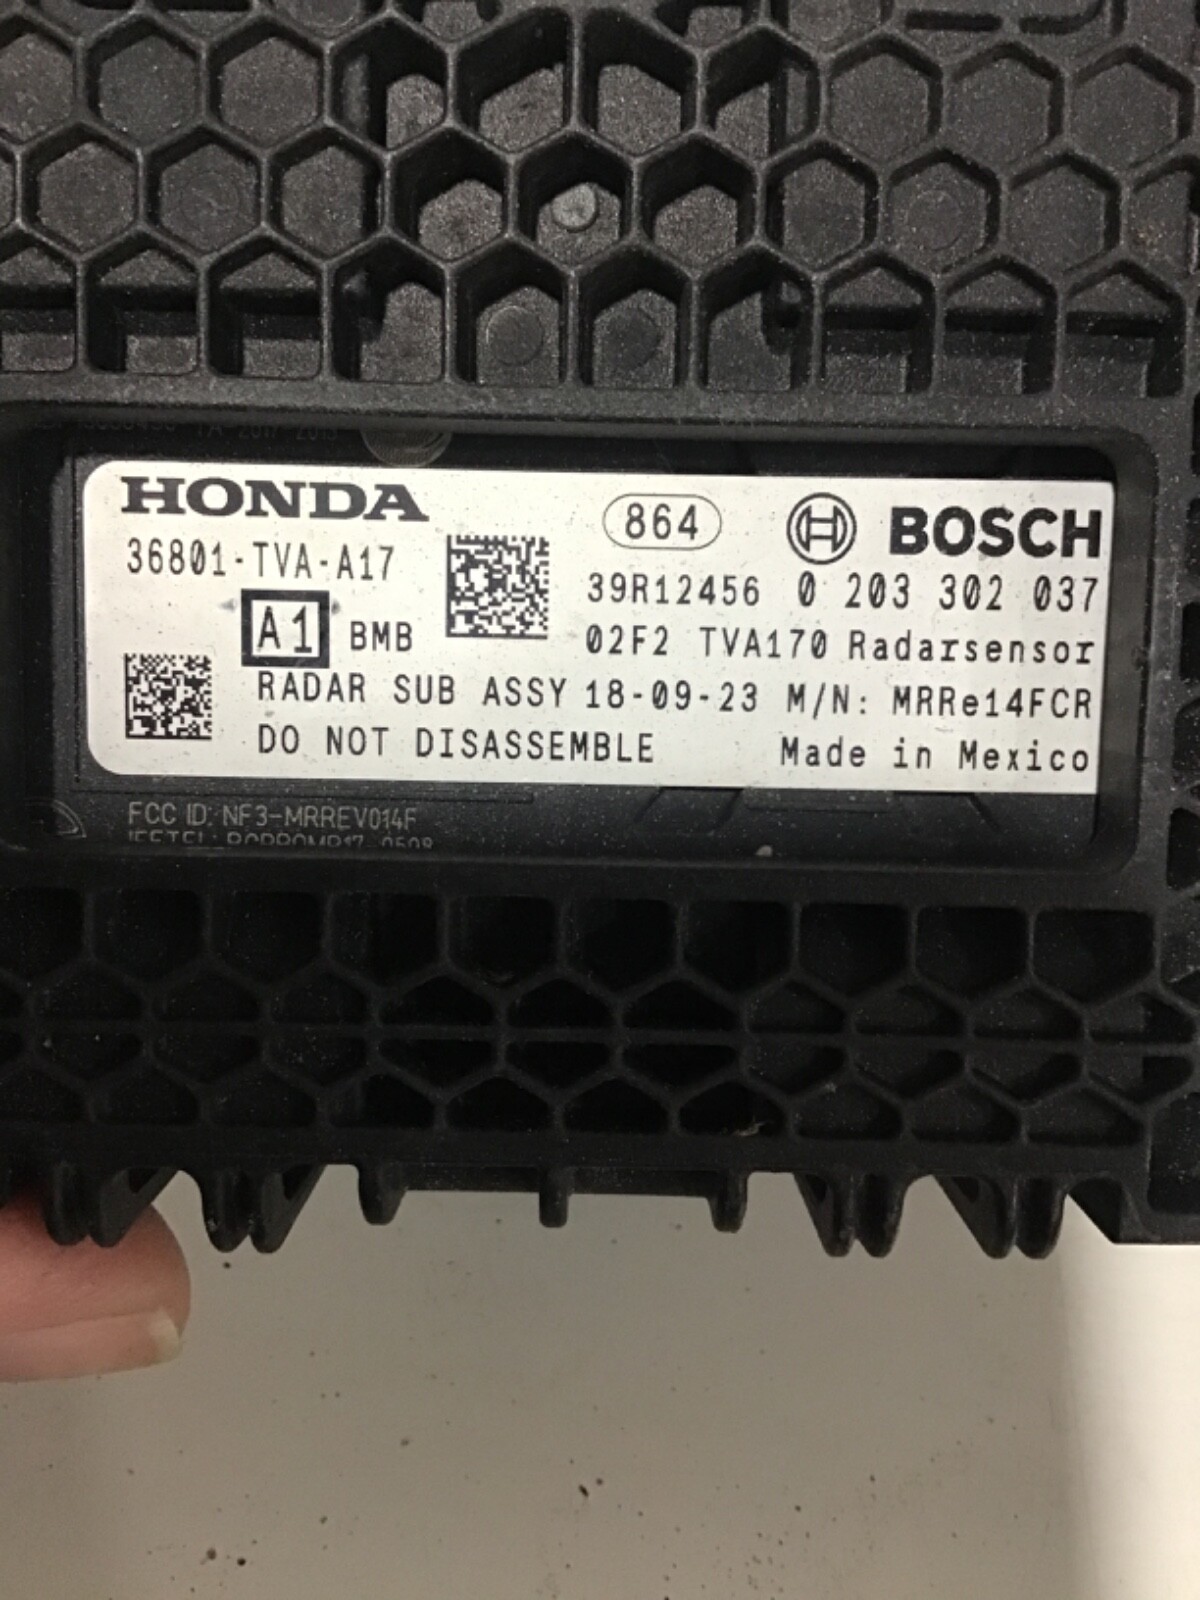 HONDA
36801-TVA-A17
A1 BMB
RADAR SUB ASSY
DO NOT DISASSEMBLE
864 BOSCH
39R12456 0 203 302 037
02F2 TVA170 Radarsensor
18-09-23 M/N: MRRe14FCR
Made in Mexico
FCC ID: NF3-MRREV014F